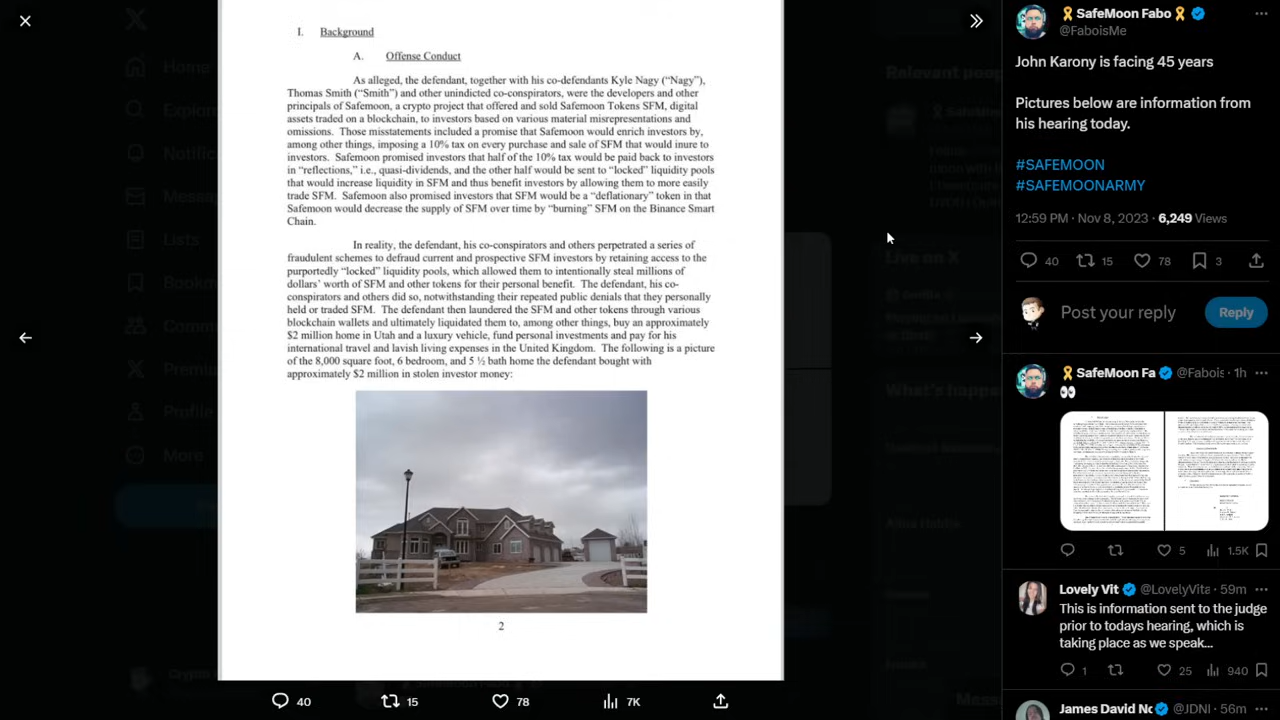 I. Background
A. Offense Conduct
As alleged, the defendant, together with his co-defendants Kyle Nagy (“Nagy”),
Thomas Smith (“Smith”) and other unindicted co-conspirators, were the developers and other
principals of Safemoon, a crypto project that offered and sold Safemoon Tokens SFM, digital
assets traded on a blockchain, to investors based on various material misrepresentations and
omissions. Those misstatements included a promise that Safemoon would enrich investors by,
among other things, imposing a 10% tax on every purchase and sale of SFM that would inure to
investors. Safemoon promised investors that half of the 10% tax would be paid back to investors
in “reflections,” i.e., quasi-dividends, and the other half would be sent to “locked” liquidity pools
that would increase liquidity in SFM and thus benefit investors by allowing them to more easily
trade SFM. Safemoon also promised investors that SFM would be a “deflationary” token in that
Safemoon would decrease the supply of SFM over time by “burning” SFM on the Binance Smart
Chain.
In reality, the defendant, his co-conspirators and others perpetrated a series of
fraudulent schemes to defraud current and prospective SFM investors by retaining access to the
purportedly “locked” liquidity pools, which allowed them to intentionally steal millions of
dollars’ worth of SFM and other tokens for their personal benefit. The defendant, his co-
conspirators and others did so, notwithstanding their repeated public denials that they personally
held or traded SFM. The defendant then laundered the SFM and other tokens through various
blockchain wallets and ultimately liquidated them to, among other things, buy an approximately
$2 million home in Utah and a luxury vehicle, fund personal investments and pay for his
international travel and lavish living expenses in the United Kingdom. The following is a picture
of the 8,000 square foot, 6 bedroom, and 5 ½ bath home the defendant bought with
approximately $2 million in stolen investor money:
2
40 15 78 7K
SafeMoon Fabo
@FaboisMe
John Karony is facing 45 years
Pictures below are information from
his hearing today.
#SAFEMOON
#SAFEMOONARMY
12:59 PM · Nov 8, 2023 · 6,249 Views
40 15 78 3
Post your reply
Reply
SafeMoon Fa @Fabois · 1h
5 1.5K
Lovely Vit @LovelyVita · 59m
This is information sent to the judge
prior to todays hearing, which is
taking place as we speak...
1 25 940
James David Nc @JDNI · 56m
Home
Lists
Premium
Profile
More